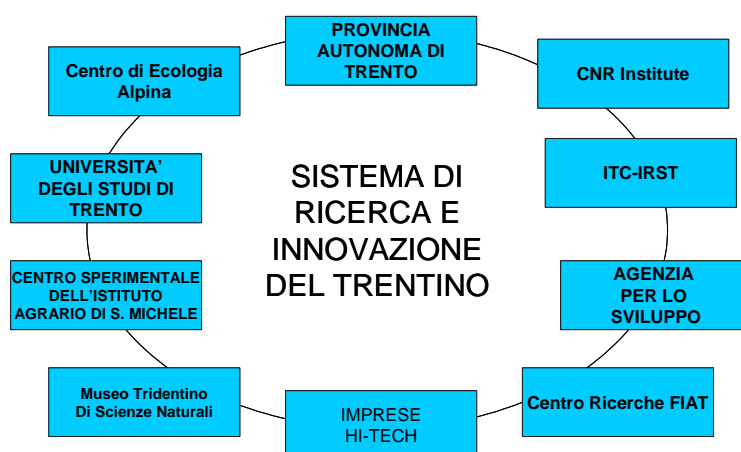 PROVINCIA
AUTONOMA DI
TRENTO
Centro di Ecologia
Alpina
CNR Institute
UNIVERSITA’
DEGLI STUDI DI
TRENTO
ITC-IRST
SISTEMA DI
RICERCA E
INNOVAZIONE
DEL TRENTINO
CENTRO SPERIMENTALE
DELL’ISTITUTO
AGRARIO DI S. MICHELE
AGENZIA
PER LO
SVILUPPO
Museo Tridentino
Di Scienze Naturali
IMPRESE
HI-TECH
Centro Ricerche FIAT